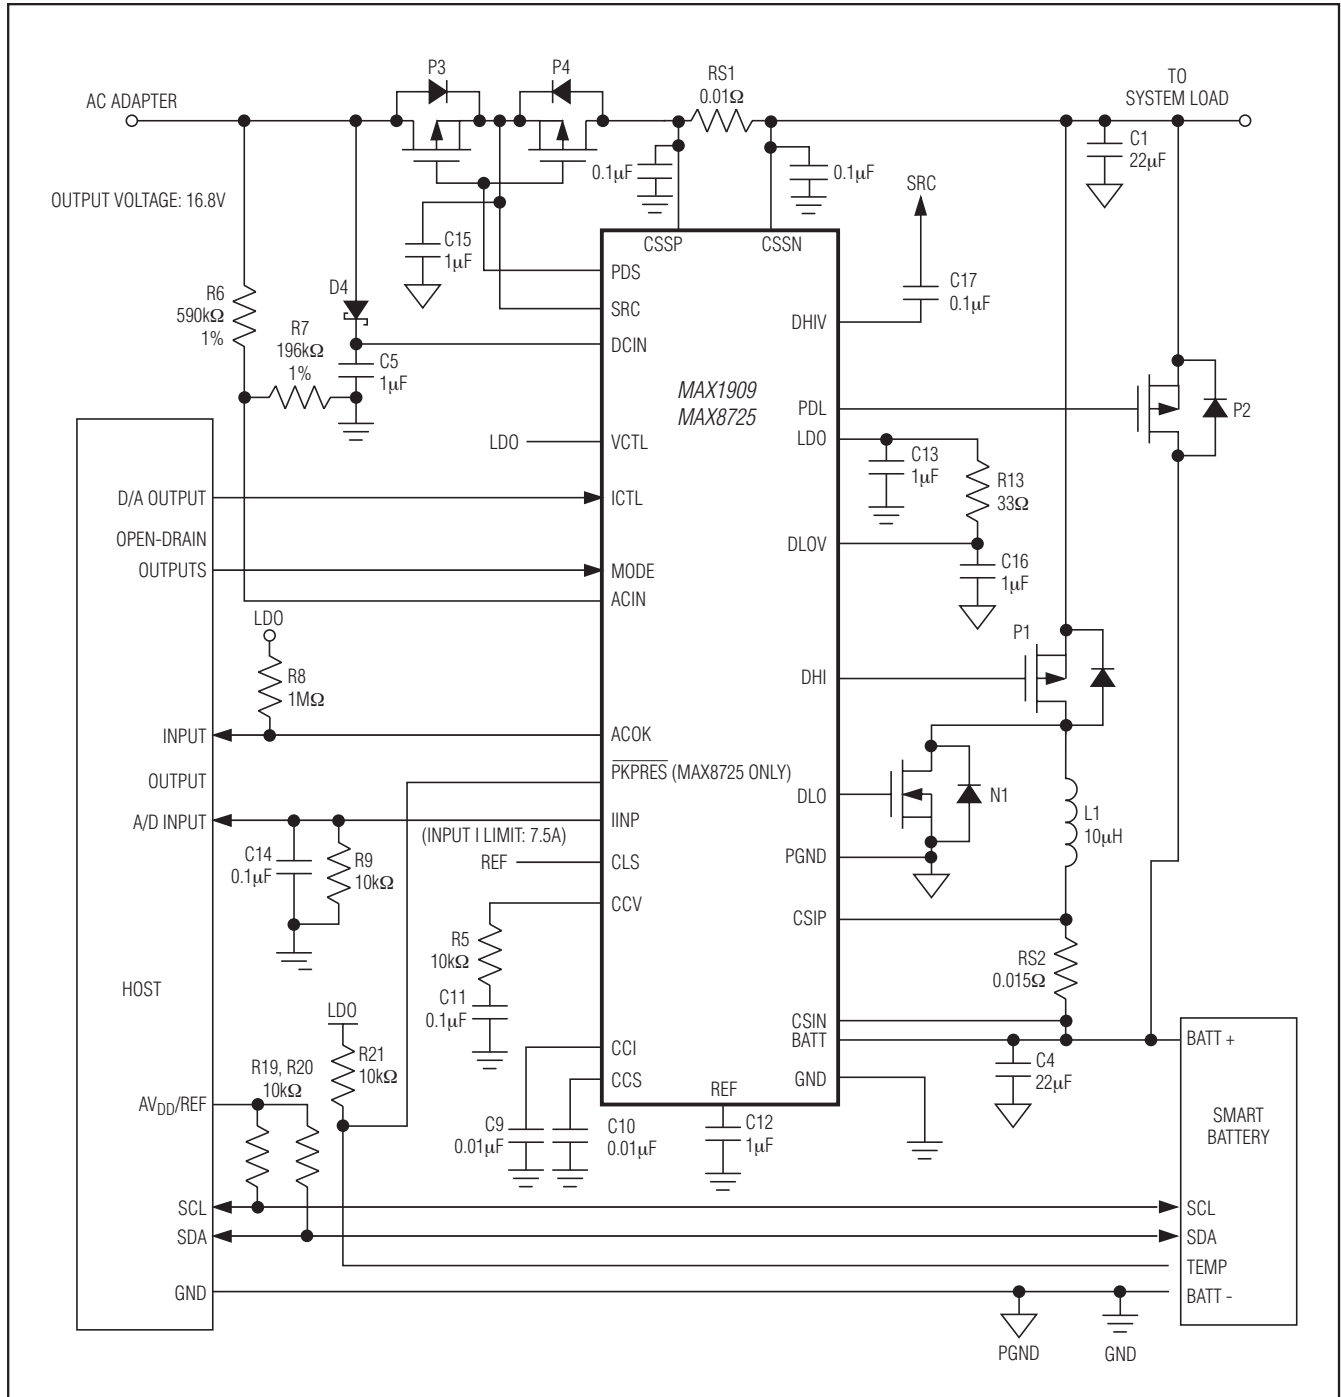 P3
P4
RS1
0.01Ω
TO
SYSTEM LOAD
AC ADAPTER
C1
22µF
0.1µF
0.1µF
SRC
OUTPUT VOLTAGE: 16.8V
CSSP
CSSN
C15
1µF
PDS
C17
0.1µF
D4
R6
590kΩ
1%
SRC
DHIV
R7
196kΩ
1%
DCIN
C5
1µF
MAX1909
MAX8725
PDL
P2
LDO
VCTL
LDO
C13
1µF
R13
33Ω
D/A OUTPUT
ICTL
OPEN-DRAIN
OUTPUTS
DLOV
C16
1µF
MODE
ACIN
LDO
P1
R8
1MΩ
DHI
INPUT
ACOK
OUTPUT
PKPRES (MAX8725 ONLY)
DLO
N1
A/D INPUT
IINP
(INPUT I LIMIT: 7.5A)
L1
10µH
C14
0.1µF
R9
10kΩ
REF
CLS
PGND
CCV
CSIP
R5
10kΩ
RS2
0.015Ω
HOST
C11
0.1µF
LDO
CSIN
BATT
BATT +
R19, R20
10kΩ
R21
10kΩ
CCI
CCS
REF
GND
C4
22µF
AVDD/REF
C9
0.01µF
C10
0.01µF
C12
1µF
SMART
BATTERY
SCL
SCL
SDA
SDA
TEMP
GND
BATT -
PGND
GND